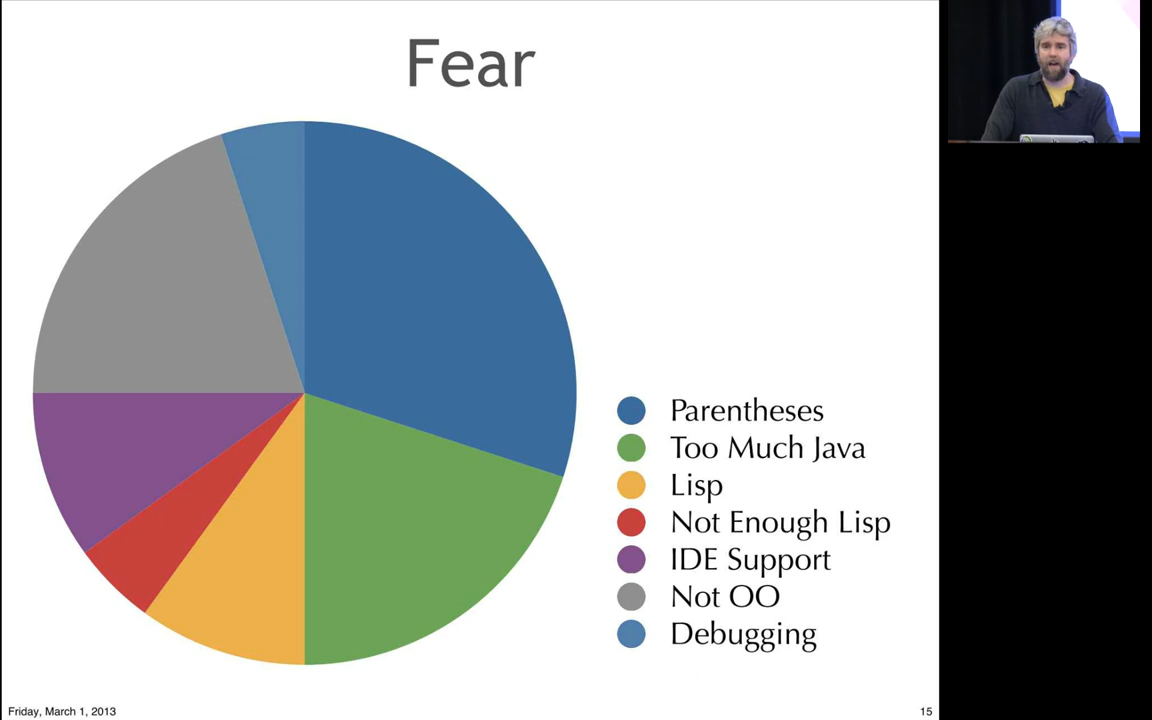 Fear
Parentheses
Too Much Java
Lisp
Not Enough Lisp
IDE Support
Not OO
Debugging
Friday, March 1, 2013
15